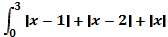 ∫₀³ |x − 1| + |x − 2| + |x|